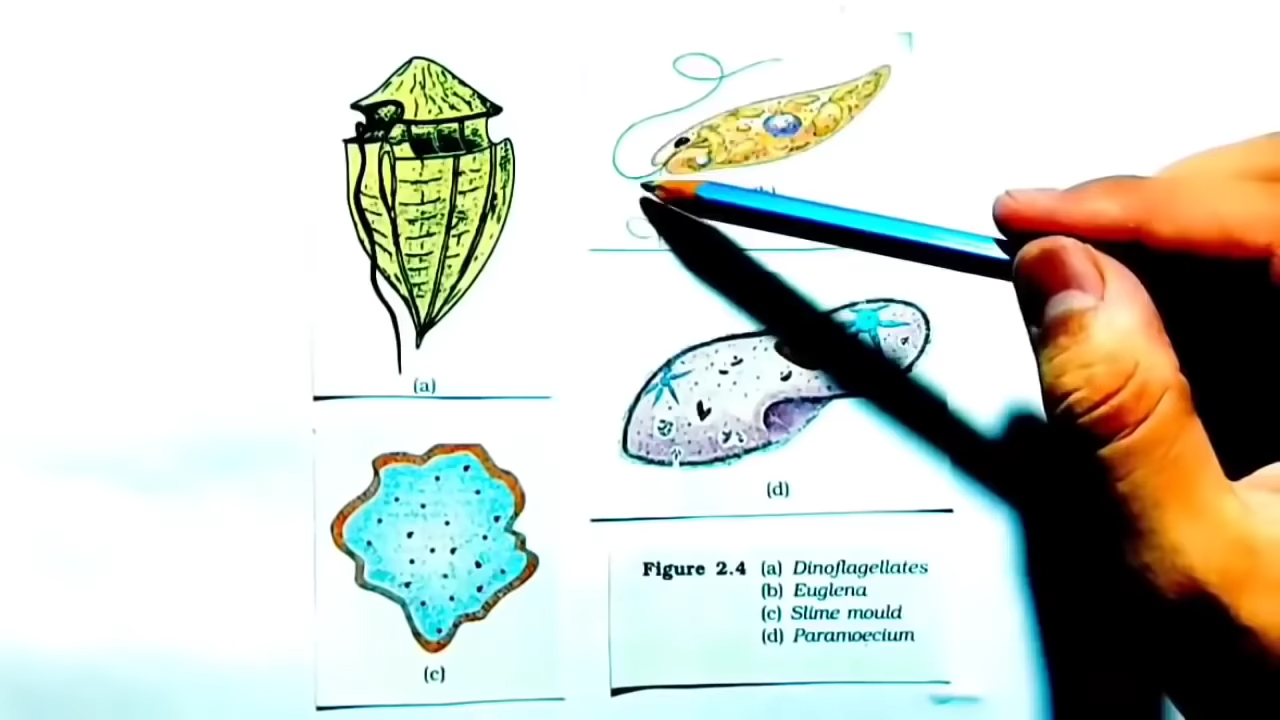 (a)
(d)
(c)
Figure 2.4 (a) Dinoflagellates
(b) Euglena
(c) Slime mould
(d) Paramoecium